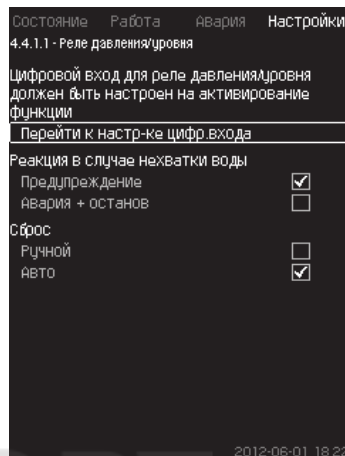 Состояние Работа Авария Настройки
4.4.1.1 - Реле давления/уровня
Цифровой вход для реле давления/уровня
должен быть настроен на активирование
функции
Перейти к настр-ке цифр.входа
Реакция в случае нехватки воды
Предупреждение
Авария + останов
Сброс
Ручной
Авто
2012-06-01 18:22